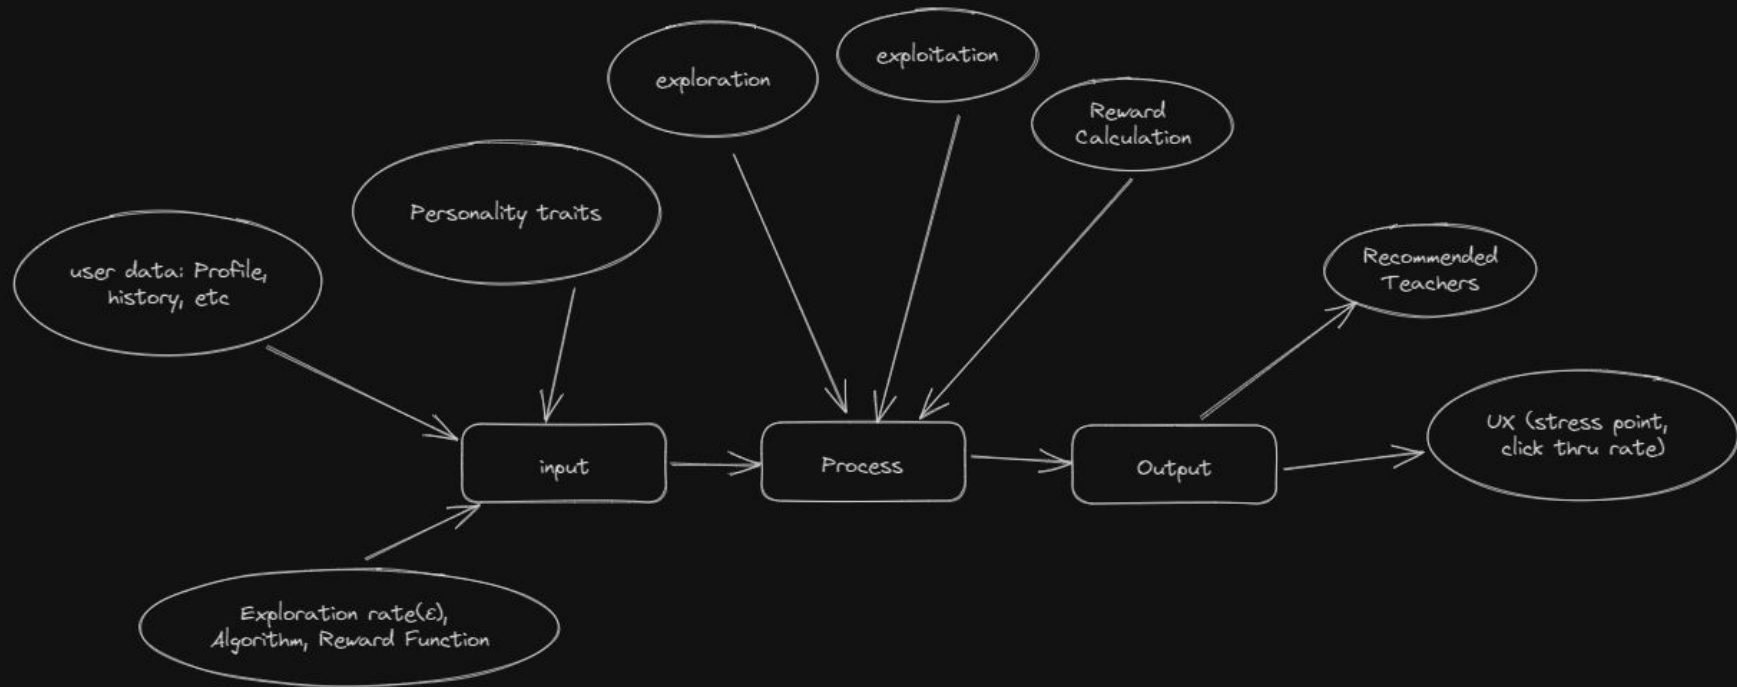 exploitation
exploration
Reward
Calculation
Personality traits
user data: Profile,
history, etc
Recommended
Teachers
UX (stress point,
click thru rate)
input
Process
Output
Exploration rate(ε),
Algorithm, Reward Function